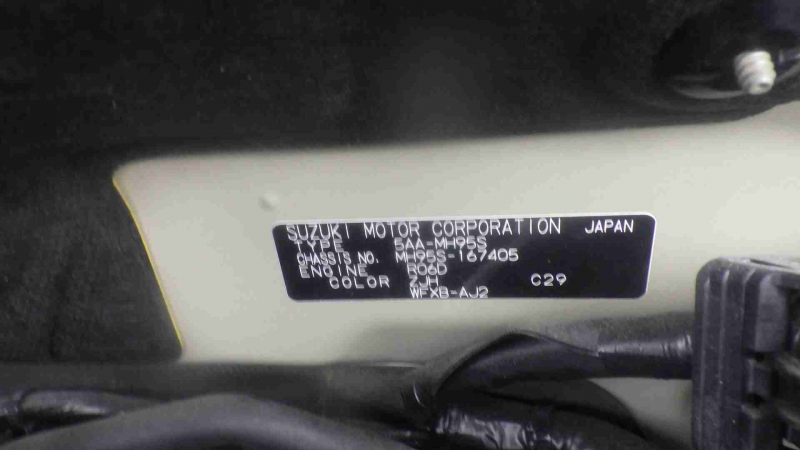 SUZUKI MOTOR CORPORATION JAPAN
TYPE 5AA-MH95S
CHASSIS NO. MH95S-167405
ENGINE R06D
COLOR ZJH C29
WFXB-AJ2